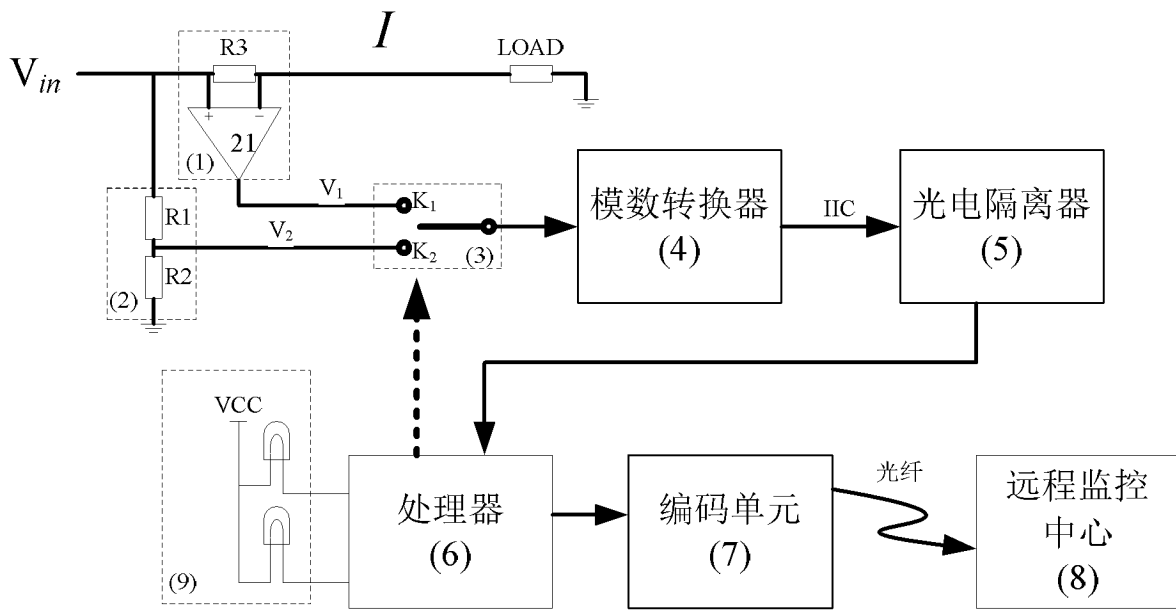 R3
I
LOAD
Vin
+
−
21
(1)
V1
K1
R1
V2
K2
(3)
R2
(2)
模数转换器
(4)
IIC
光电隔离器
(5)
VCC
(9)
处理器
(6)
编码单元
(7)
光纤
远程监控
中心
(8)